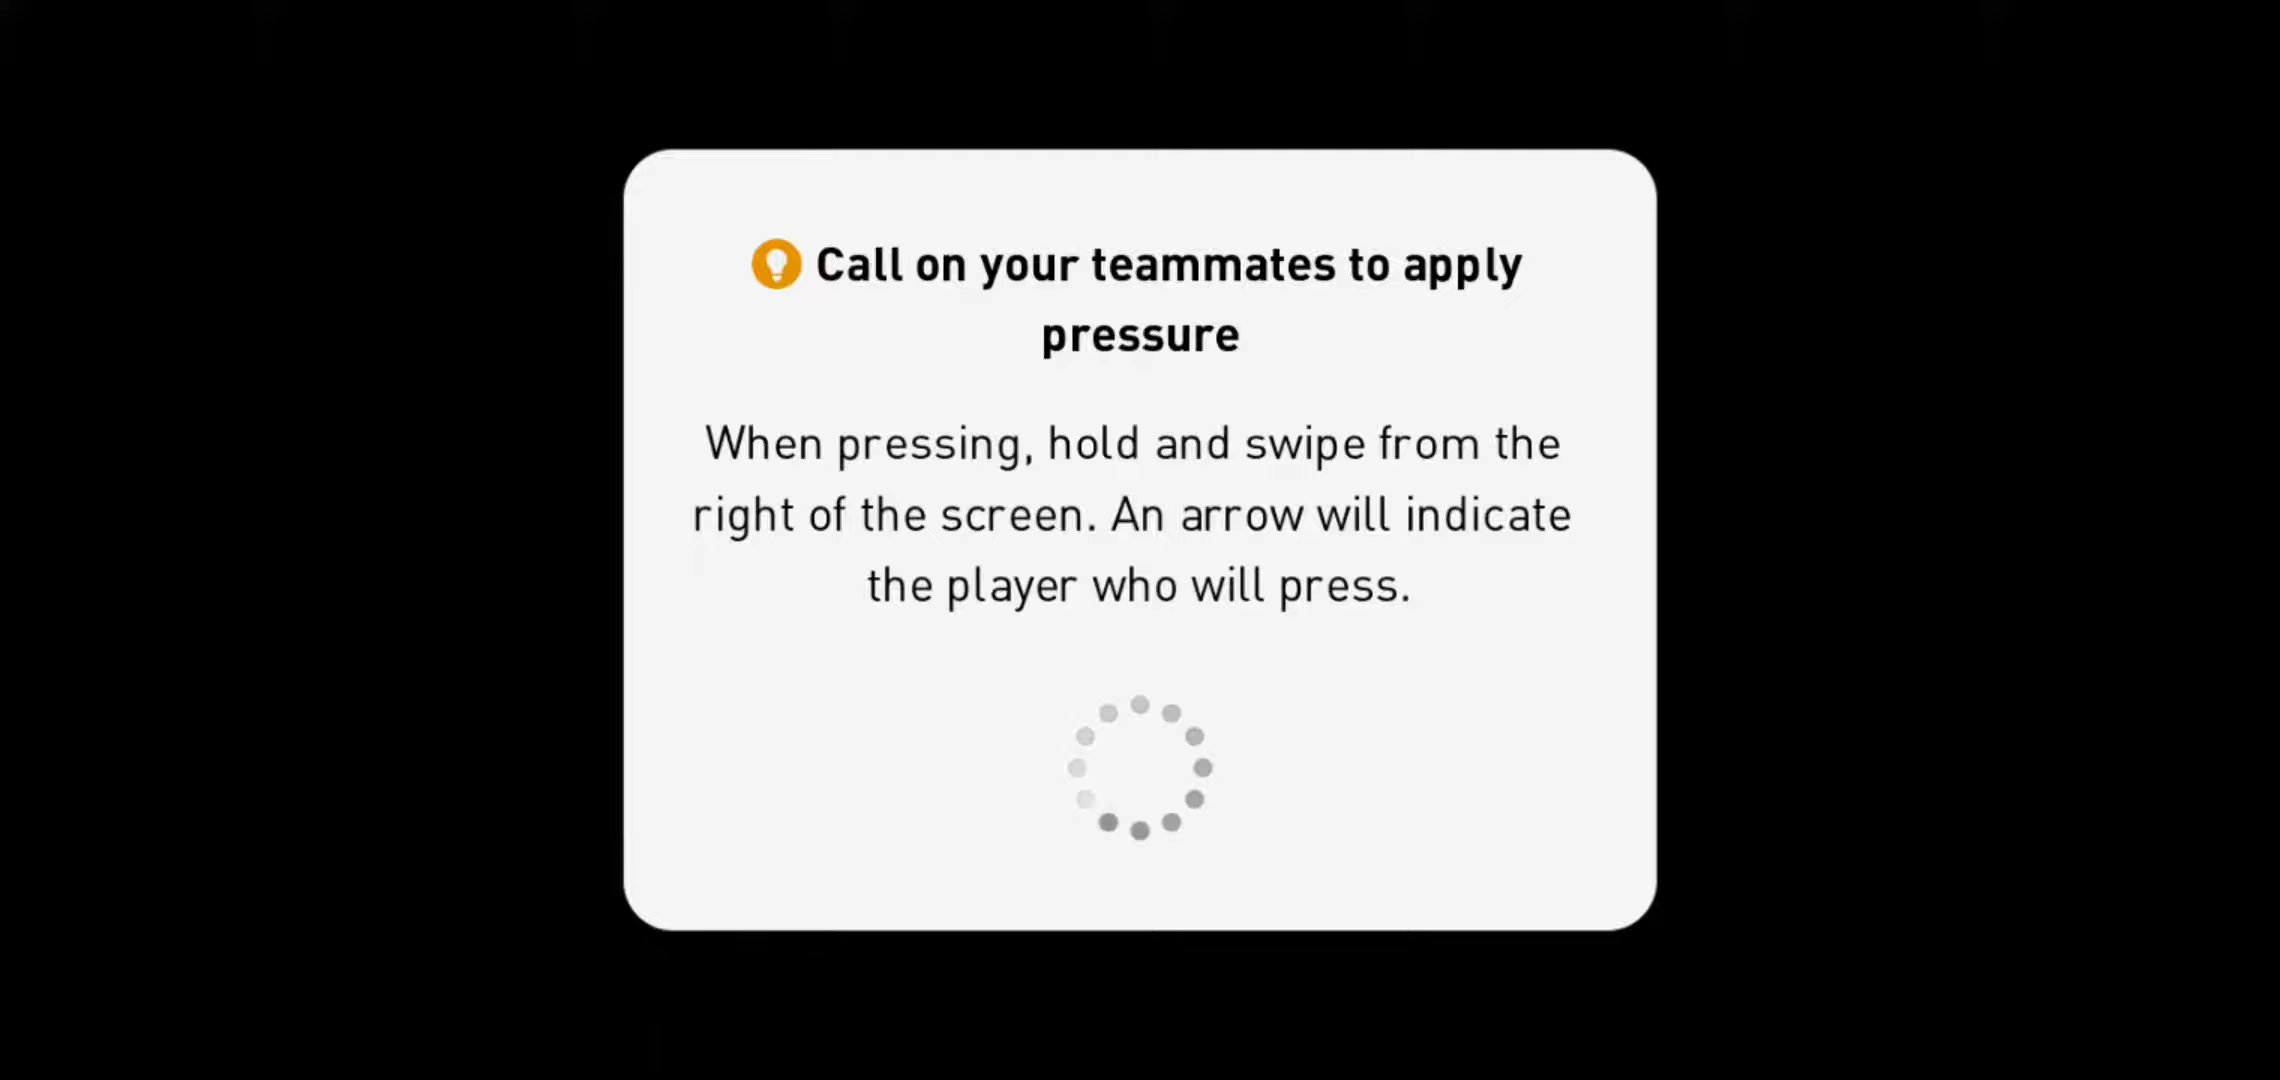 Call on your teammates to apply
pressure
When pressing, hold and swipe from the
right of the screen. An arrow will indicate
the player who will press.